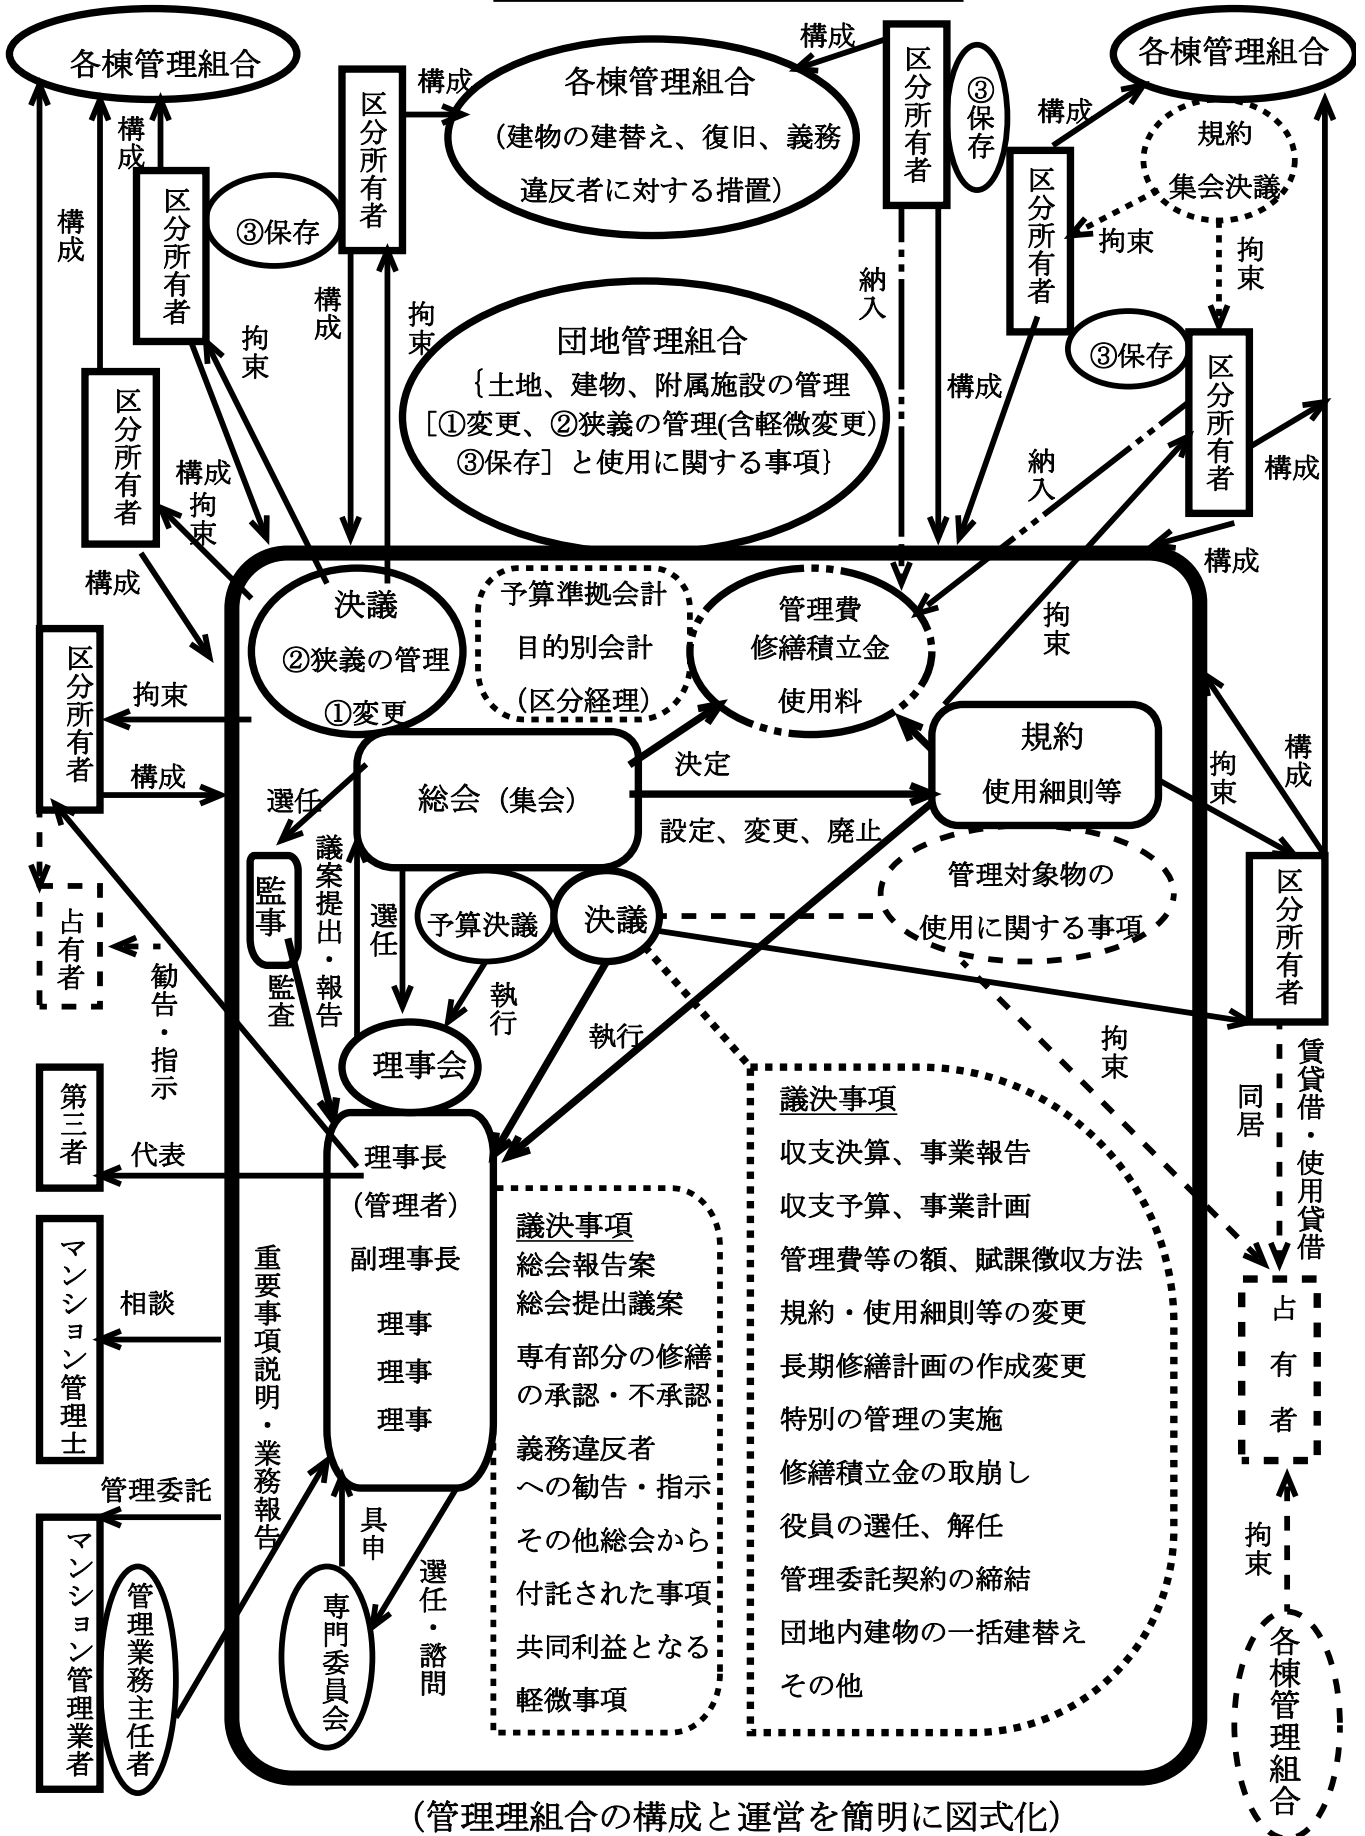 各棟管理組合
構成
構成
区分所有者
③保存
区分所有者
構成
各棟管理組合
(建物の建替え、復旧、義務
違反者に対する措置)
構成
区分所有者
③保存
各棟管理組合
構成
規約
集会決議
拘束
拘束
区分所有者
③保存
区分所有者
構成
構成
納入
納入
構成
構成
拘束
拘束
団地管理組合
{土地、建物、附属施設の管理
[①変更、②狭義の管理(含軽微変更)
③保存]と使用に関する事項}
区分所有者
構成
拘束
構成
区分所有者
拘束
構成
決議
②狭義の管理
①変更
予算準拠会計
目的別会計
(区分経理)
管理費
修繕積立金
使用料
拘束
構成
規約
使用細則等
拘束
構成
総会(集会)
決定
設定、変更、廃止
選任
監事
監査
議案提出・報告
選任
予算決議
決議
管理対象物の
使用に関する事項
区分所有者
占有者
勧告・指示
執行
執行
拘束
同居
賃貸借・使用貸借
理事会
第三者
代表
理事長
(管理者)
副理事長
理事
理事
理事
議決事項
総会報告案
総会提出議案
専有部分の修繕
の承認・不承認
義務違反者
への勧告・指示
その他総会から
付託された事項
共同利益となる
軽微事項
議決事項
収支決算、事業報告
収支予算、事業計画
管理費等の額、賦課徴収方法
規約・使用細則等の変更
長期修繕計画の作成変更
特別の管理の実施
修繕積立金の取崩し
役員の選任、解任
管理委託契約の締結
団地内建物の一括建替え
その他
占有者
拘束
各棟管理組合
マンション管理士
相談
重要事項説明・業務報告
管理委託
マンション管理業者
管理業務主任者
具申
専門委員会
選任・諮問
(管理理組合の構成と運営を簡明に図式化)